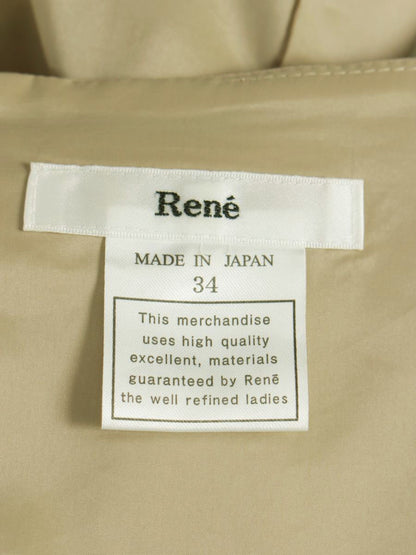 René
MADE IN JAPAN
34
This merchandise
uses high quality
excellent, materials
guaranteed by Renē
the well refined ladies